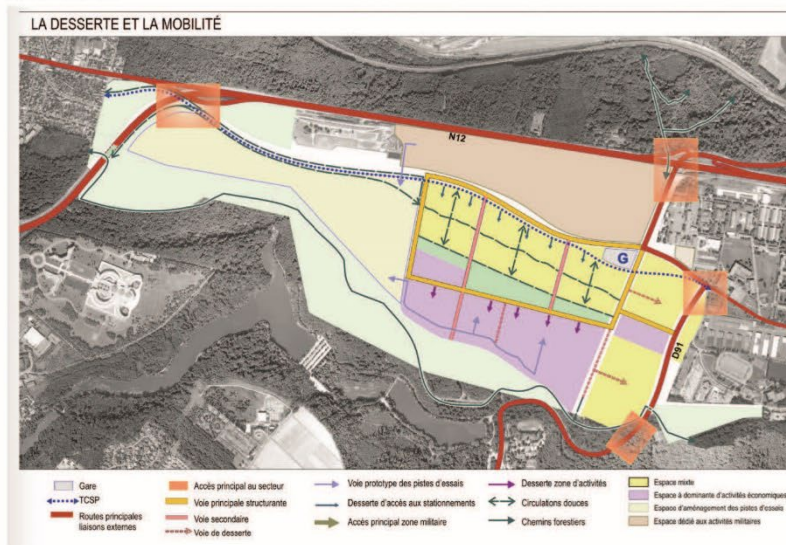 LA DESSERTE ET LA MOBILITÉ
N12
G
D91
Gare
TCSP
Routes principales
liaisons externes
Accès principal au secteur
Voie principale structurante
Voie secondaire
Voie de desserte
Voie prototype des pistes d'essais
Desserte d'accès aux stationnements
Accès principal zone militaire
Desserte zone d'activités
Circulations douces
Chemins forestiers
Espace mixte
Espace à dominante d'activités économiques
Espace d'aménagement des pistes d'essais
Espace dédié aux activités militaires